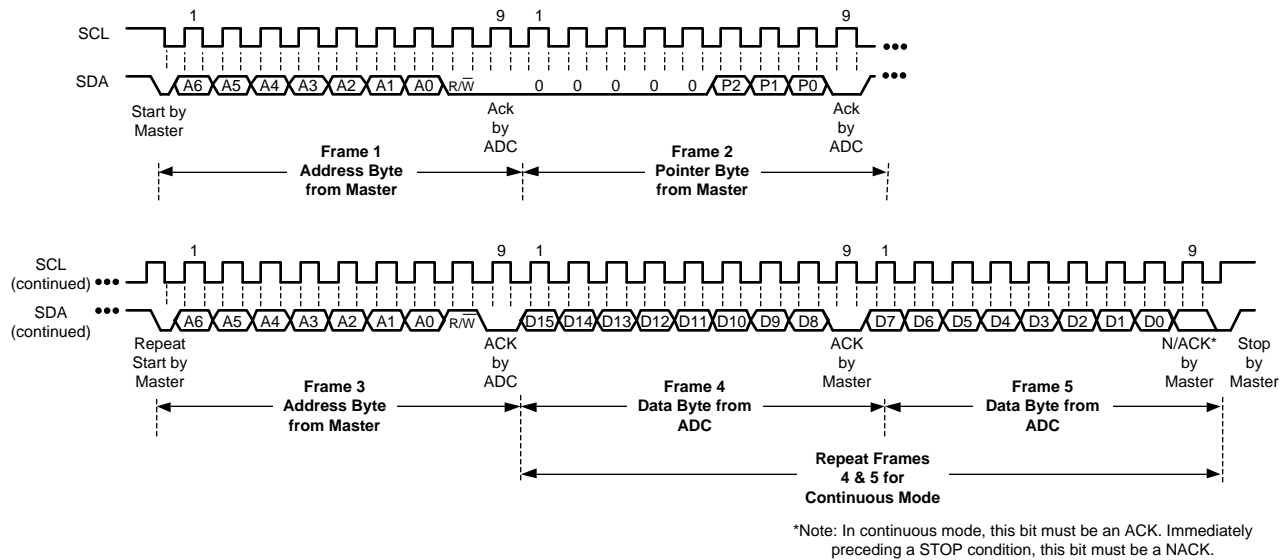 1 9 1 9
SCL
SDA A6 A5 A4 A3 A2 A1 A0 R/W̅ 0 0 0 0 0 P2 P1 P0
Start by
Master
Ack
by
ADC
Ack
by
ADC
Frame 1
Address Byte
from Master
Frame 2
Pointer Byte
from Master
1 9 1 9 1 9
SCL
(continued)
SDA
(continued)
A6 A5 A4 A3 A2 A1 A0 R/W̅ D15 D14 D13 D12 D11 D10 D9 D8 D7 D6 D5 D4 D3 D2 D1 D0
Repeat
Start by
Master
ACK
by
ADC
ACK
by
Master
N/ACK*
by
Master
Stop
by
Master
Frame 3
Address Byte
from Master
Frame 4
Data Byte from
ADC
Frame 5
Data Byte from
ADC
Repeat Frames
4 & 5 for
Continuous Mode
*Note: In continuous mode, this bit must be an ACK. Immediately
preceding a STOP condition, this bit must be a NACK.